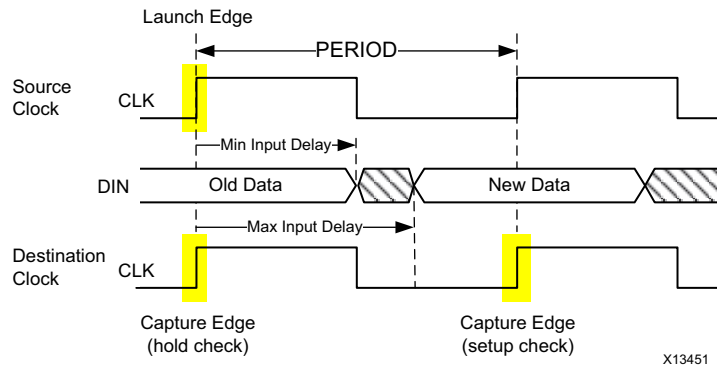 Launch Edge
PERIOD
Source
Clock
CLK
Min Input Delay
DIN
Old Data
New Data
Max Input Delay
Destination
Clock
CLK
Capture Edge
(hold check)
Capture Edge
(setup check)
X13451